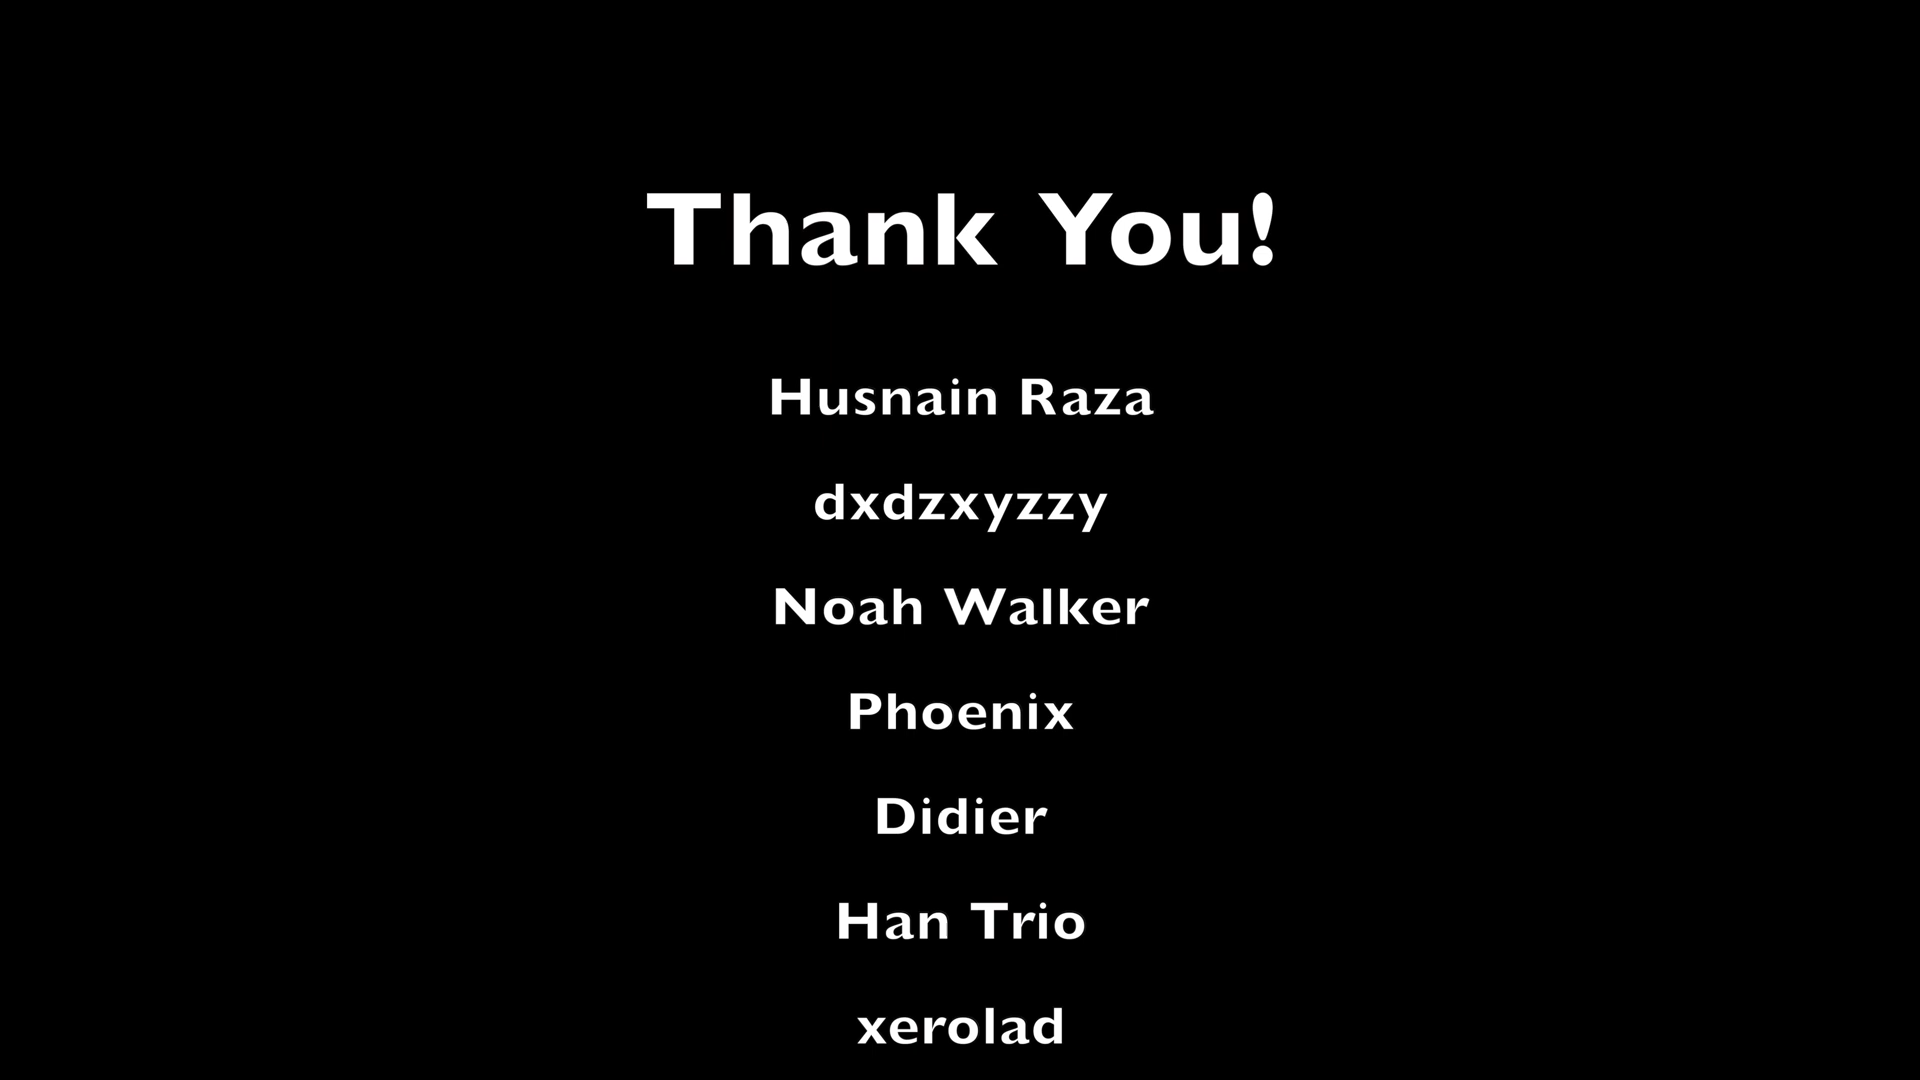 Thank You!
Husnain Raza
dxdzxyzzy
Noah Walker
Phoenix
Didier
Han Trio
xerolad